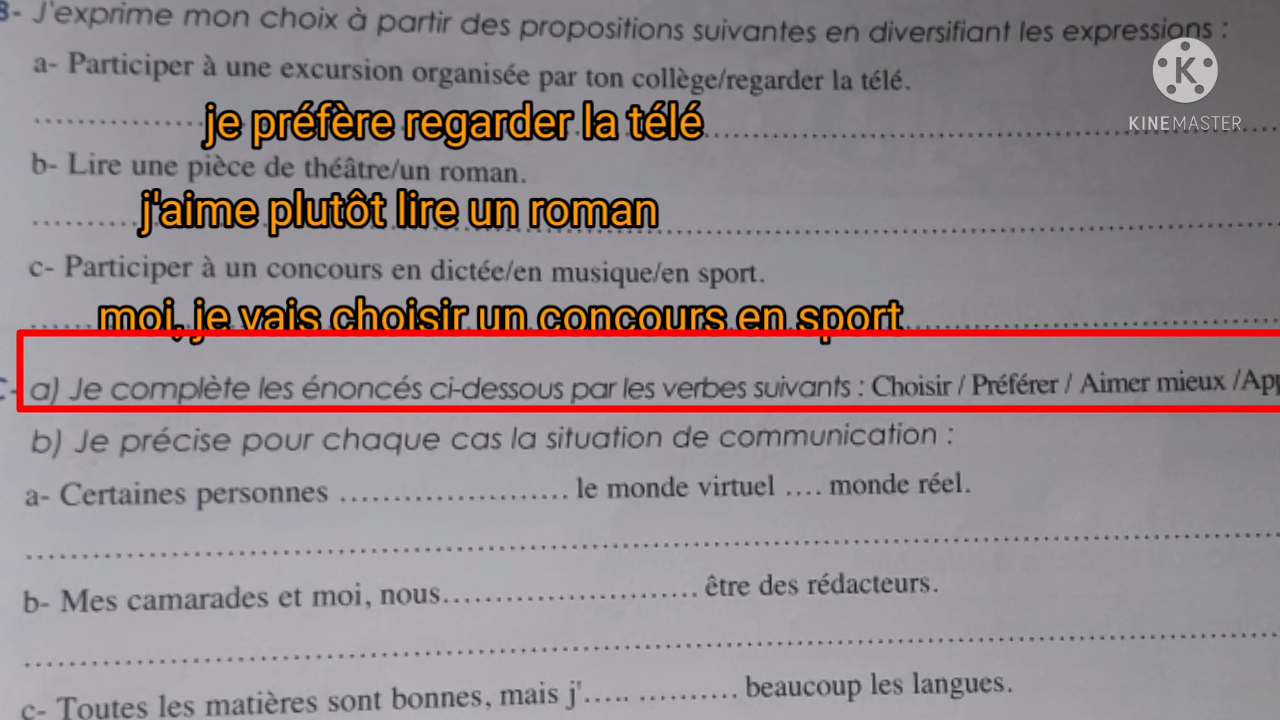 B- J'exprime mon choix à partir des propositions suivantes en diversifiant les expressions :
a- Participer à une excursion organisée par ton collège/regarder la télé.
KINEMASTER
je préfère regarder la télé
b- Lire une pièce de théâtre/un roman.
j'aime plutôt lire un roman
c- Participer à un concours en dictée/en musique/en sport.
moi, je vais choisir un concours en sport
C- a) Je complète les énoncés ci-dessous par les verbes suivants : Choisir / Préférer / Aimer mieux /App
b) Je précise pour chaque cas la situation de communication :
a- Certaines personnes ...................... le monde virtuel .... monde réel.
b- Mes camarades et moi, nous......................... être des rédacteurs.
c- Toutes les matières sont bonnes, mais j'..... .......... beaucoup les langues.